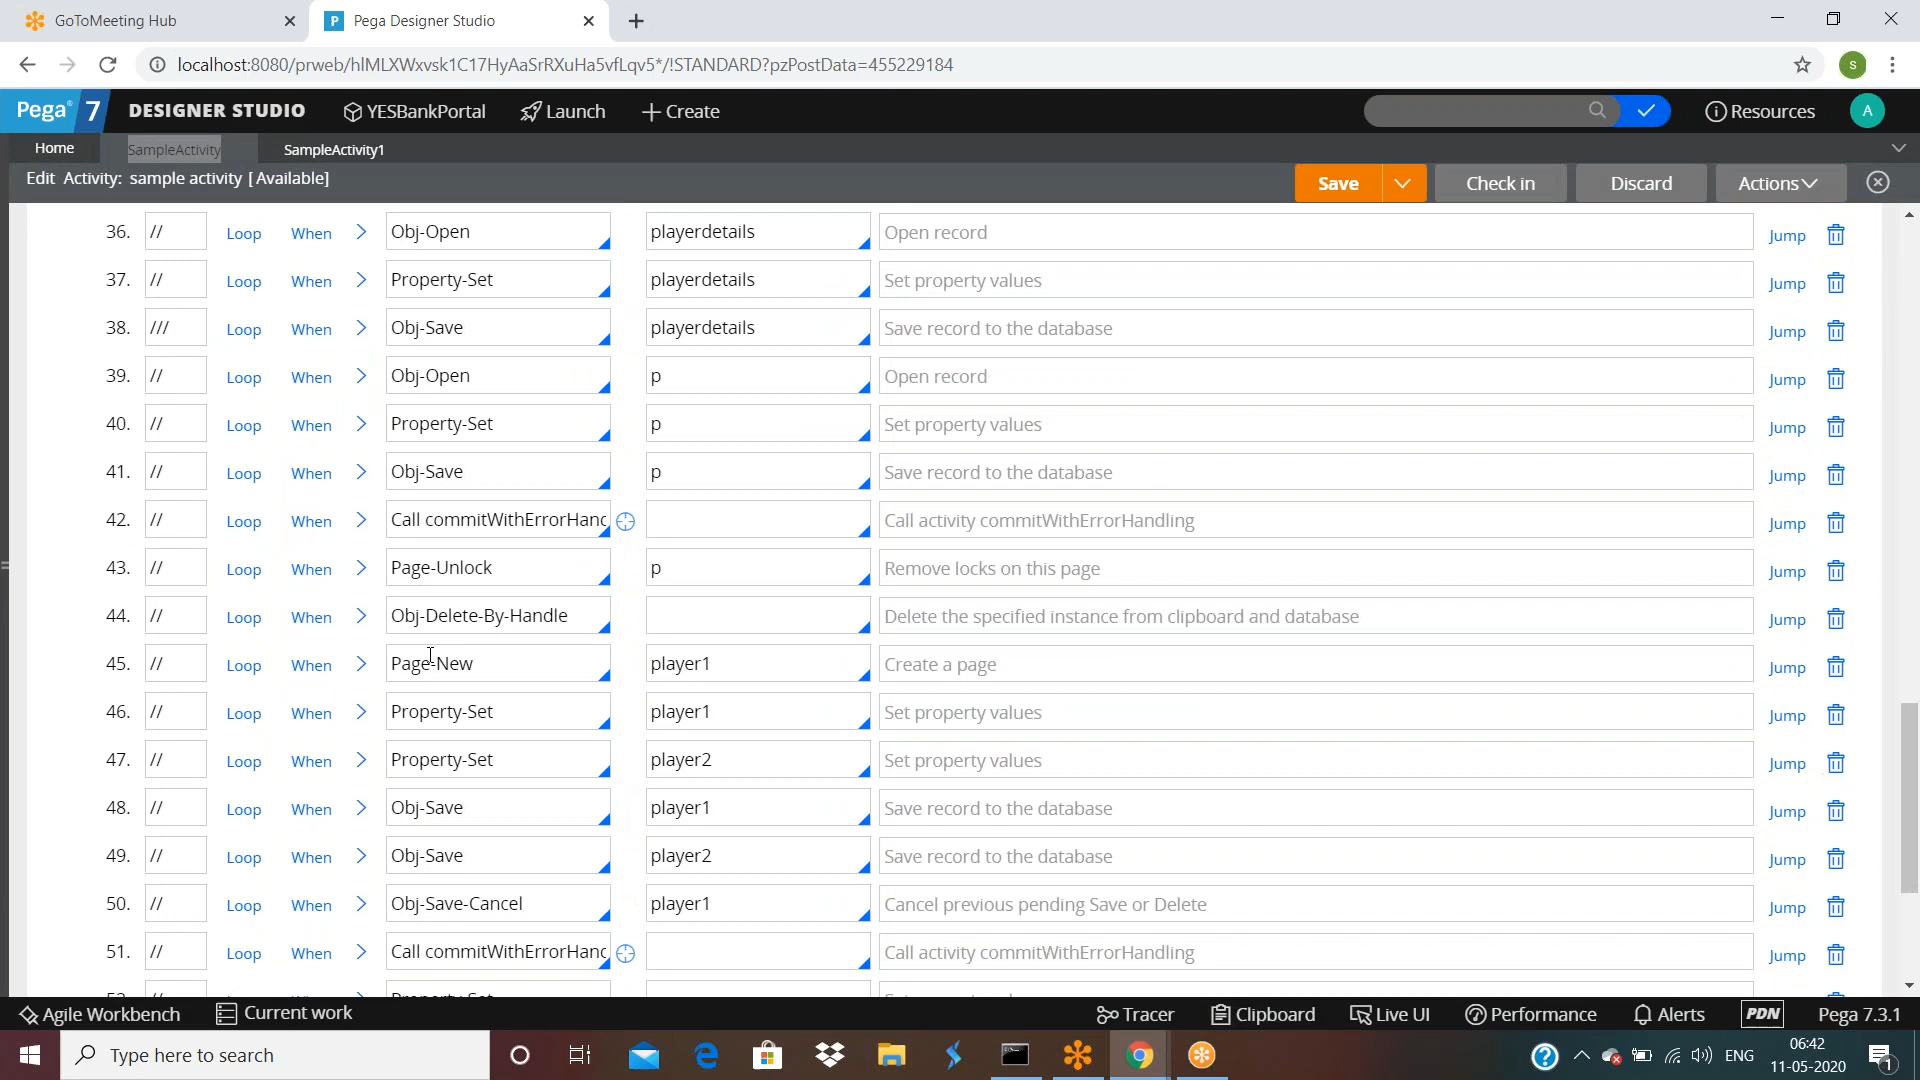 GoToMeeting Hub
Pega Designer Studio
localhost:8080/prweb/hIMLXWxvsk1C17HyAaSrRXuHa5vfLqv5*/!STANDARD?pzPostData=455229184
S
Pega 7 DESIGNER STUDIO YESBankPortal Launch Create Resources A
Home SampleActivity SampleActivity1
Edit Activity: sample activity [Available] Save Check in Discard Actions
36. // Loop When Obj-Open playerdetails Open record Jump
37. // Loop When Property-Set playerdetails Set property values Jump
38. /// Loop When Obj-Save playerdetails Save record to the database Jump
39. // Loop When Obj-Open p Open record Jump
40. // Loop When Property-Set p Set property values Jump
41. // Loop When Obj-Save p Save record to the database Jump
42. // Loop When Call commitWithErrorHanc Call activity commitWithErrorHandling Jump
43. // Loop When Page-Unlock p Remove locks on this page Jump
44. // Loop When Obj-Delete-By-Handle Delete the specified instance from clipboard and database Jump
45. // Loop When Page-New player1 Create a page Jump
46. // Loop When Property-Set player1 Set property values Jump
47. // Loop When Property-Set player2 Set property values Jump
48. // Loop When Obj-Save player1 Save record to the database Jump
49. // Loop When Obj-Save player2 Save record to the database Jump
50. // Loop When Obj-Save-Cancel player1 Cancel previous pending Save or Delete Jump
51. // Loop When Call commitWithErrorHanc Call activity commitWithErrorHandling Jump
Agile Workbench Current work Tracer Clipboard Live UI Performance Alerts PDN Pega 7.3.1
Type here to search ENG 06:42
11-05-2020 1